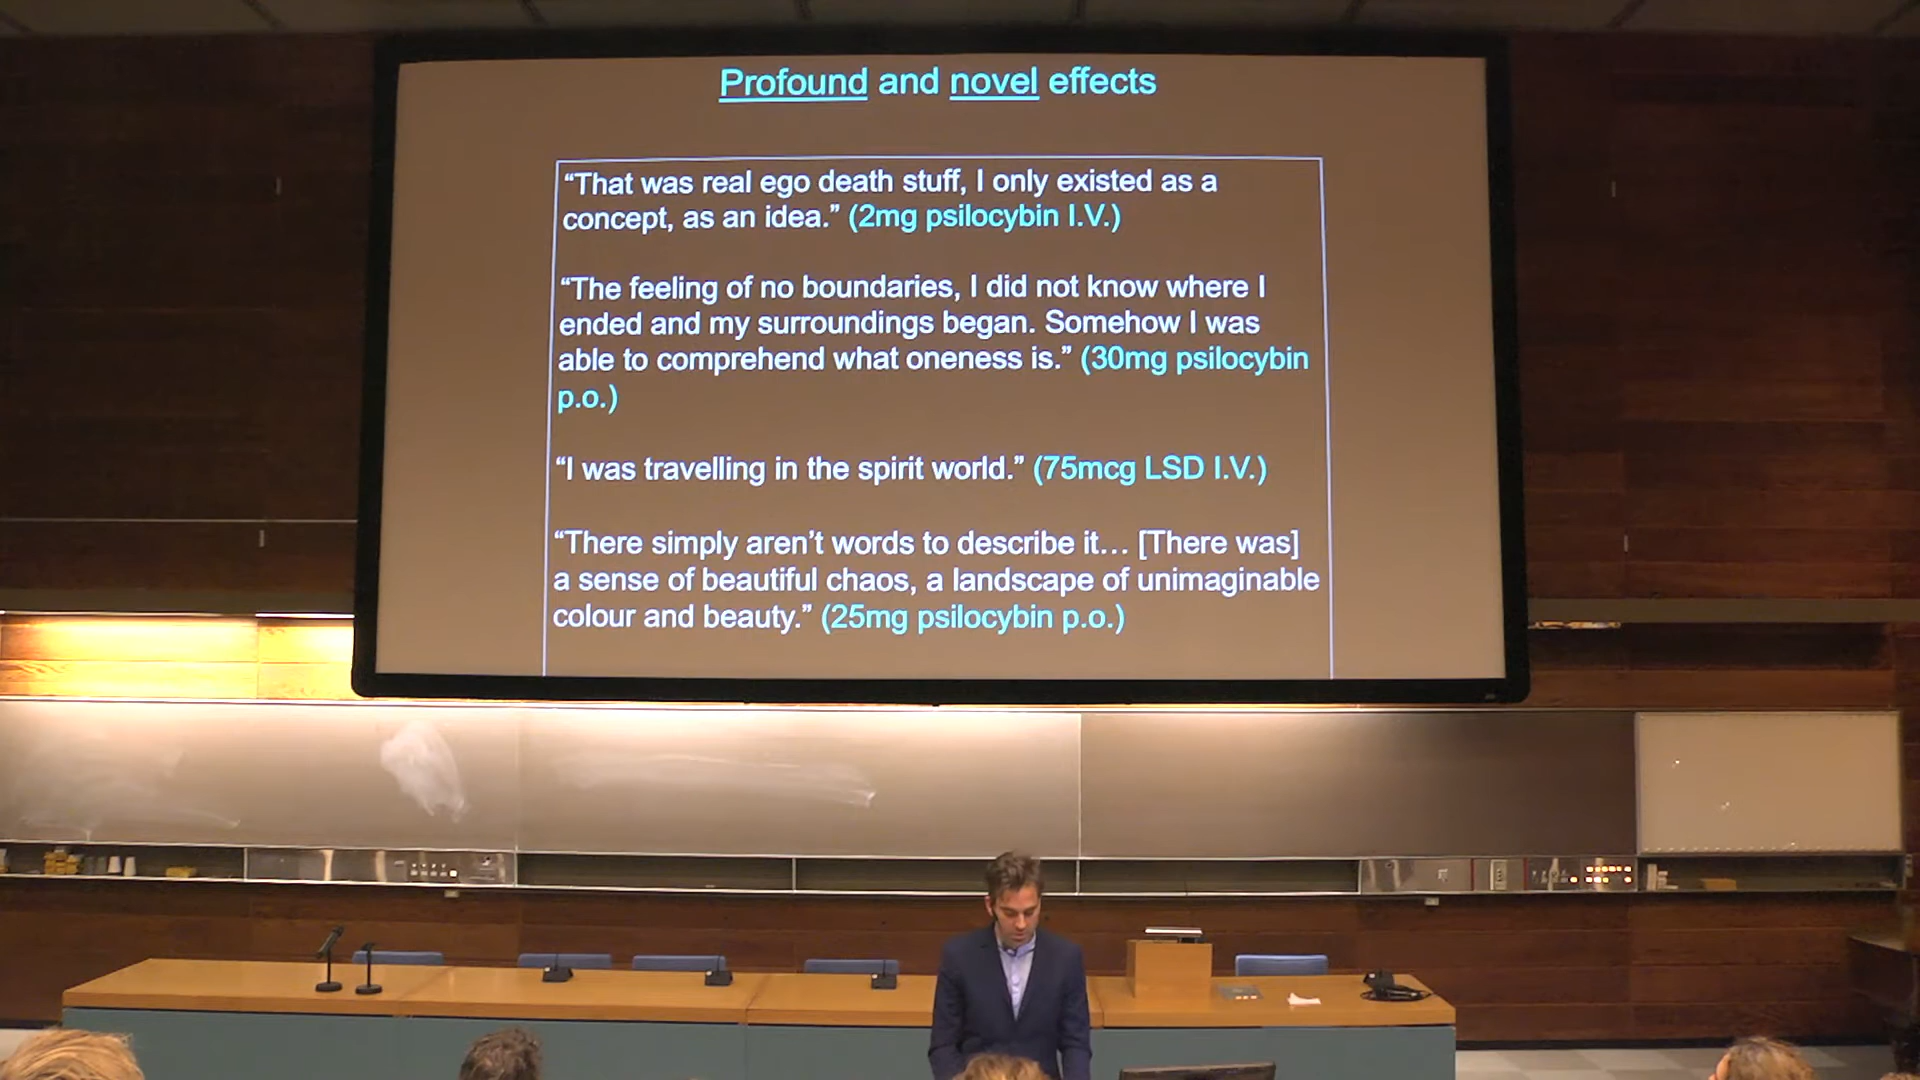 Profound and novel effects
“That was real ego death stuff, I only existed as a
concept, as an idea.” (2mg psilocybin I.V.)
“The feeling of no boundaries, I did not know where I
ended and my surroundings began. Somehow I was
able to comprehend what oneness is.” (30mg psilocybin
p.o.)
“I was travelling in the spirit world.” (75mcg LSD I.V.)
“There simply aren’t words to describe it… [There was]
a sense of beautiful chaos, a landscape of unimaginable
colour and beauty.” (25mg psilocybin p.o.)